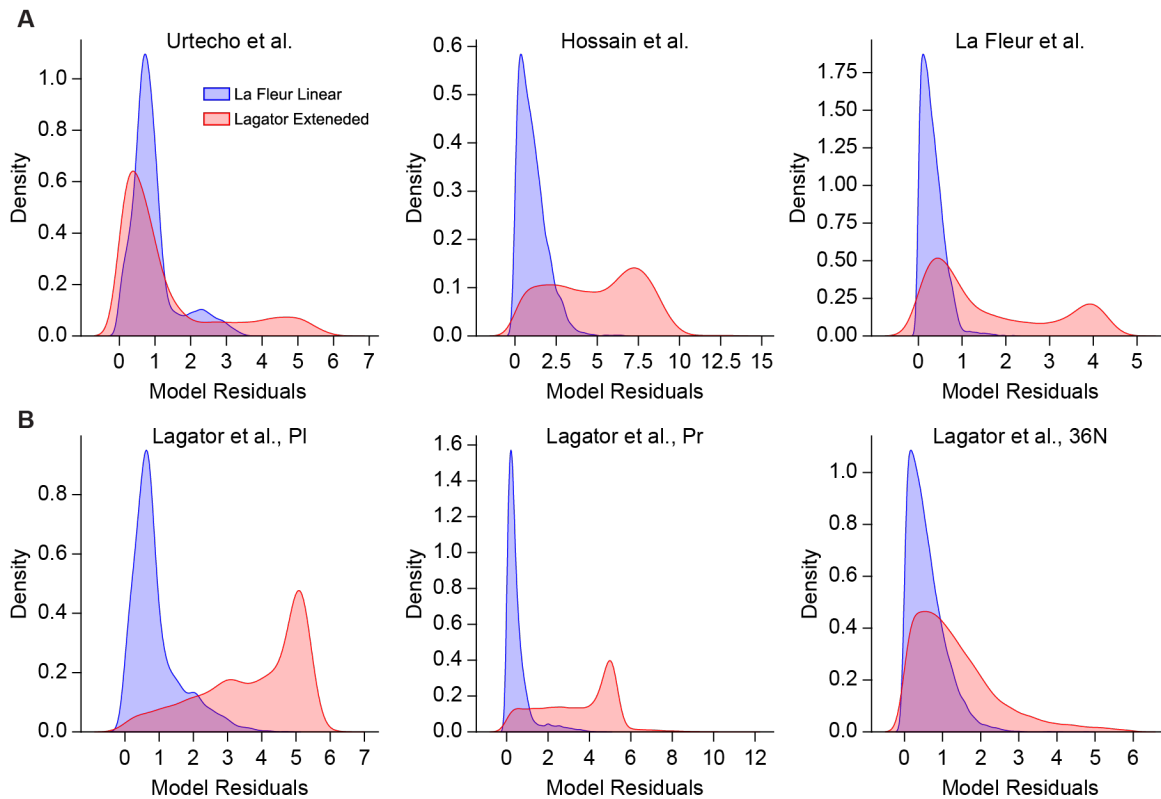 A
Urtecho et al.
Hossain et al.
La Fleur et al.
La Fleur Linear
Lagator Exteneded
Density
1.0
0.8
0.6
0.4
0.2
0.0
0 1 2 3 4 5 6 7
Model Residuals
Density
0.6
0.5
0.4
0.3
0.2
0.1
0.0
0 2.5 5 7.5 10 12.5 15
Model Residuals
Density
1.75
1.50
1.25
1.00
0.75
0.50
0.25
0.00
0 1 2 3 4 5
Model Residuals
B
Lagator et al., Pl
Lagator et al., Pr
Lagator et al., 36N
Density
0.8
0.6
0.4
0.2
0.0
0 1 2 3 4 5 6 7
Model Residuals
Density
1.6
1.4
1.2
1.0
0.8
0.6
0.4
0.2
0.0
0 2 4 6 8 10 12
Model Residuals
Density
1.0
0.8
0.6
0.4
0.2
0.0
0 1 2 3 4 5 6
Model Residuals